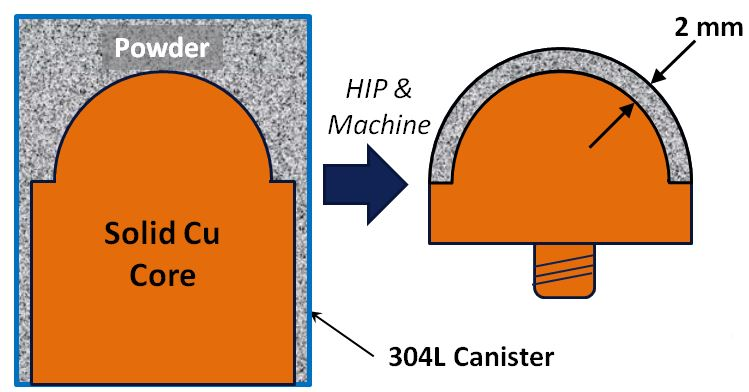 Powder
2 mm
HIP &
Machine
Solid Cu
Core
304L Canister